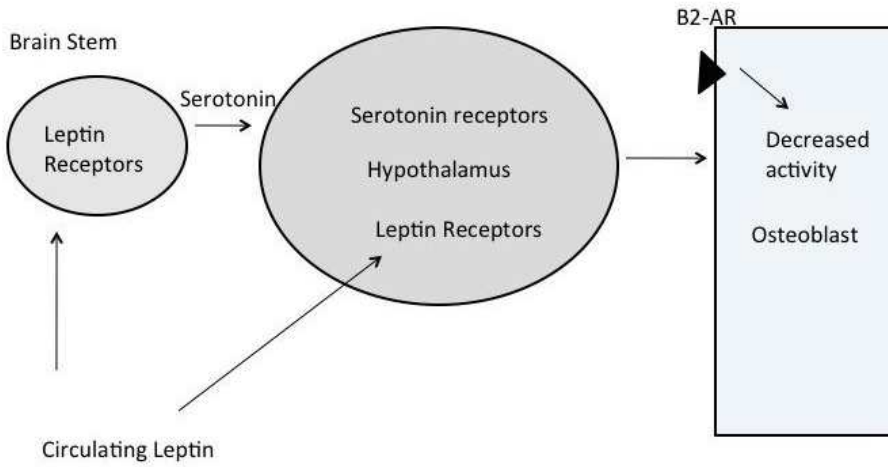 B2-AR
Brain Stem
Serotonin
Leptin
Receptors
Serotonin receptors
Hypothalamus
Leptin Receptors
Decreased
activity
Osteoblast
Circulating Leptin